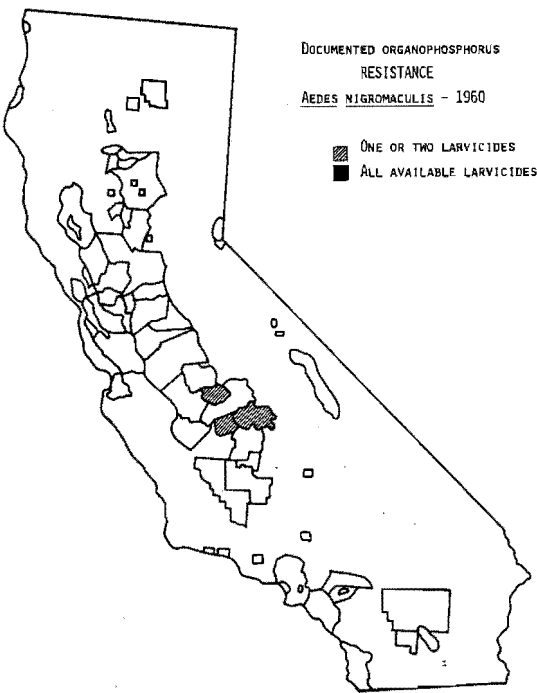 DOCUMENTED ORGANOPHOSPHORUS
RESISTANCE
AEDES NIGROMACULIS - 1960
ONE OR TWO LARVICIDES
ALL AVAILABLE LARVICIDES